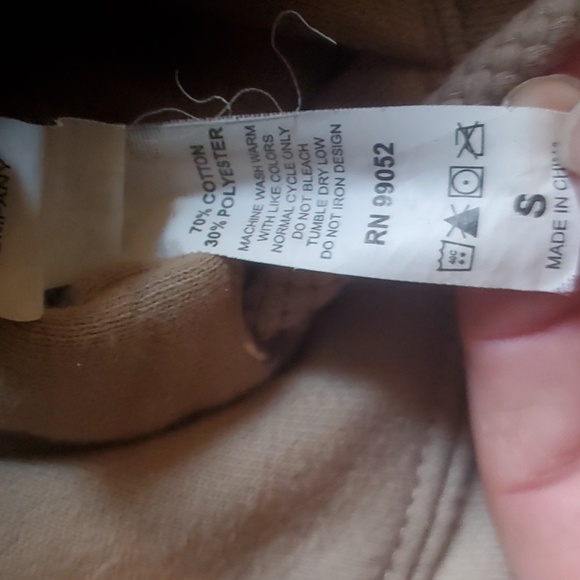 70% COTTON
30% POLYESTER
MACHINE WASH WARM
WITH LIKE COLORS
NORMAL CYCLE ONLY
DO NOT BLEACH
TUMBLE DRY LOW
DO NOT IRON DESIGN
RN 99052
40C
S
MADE IN